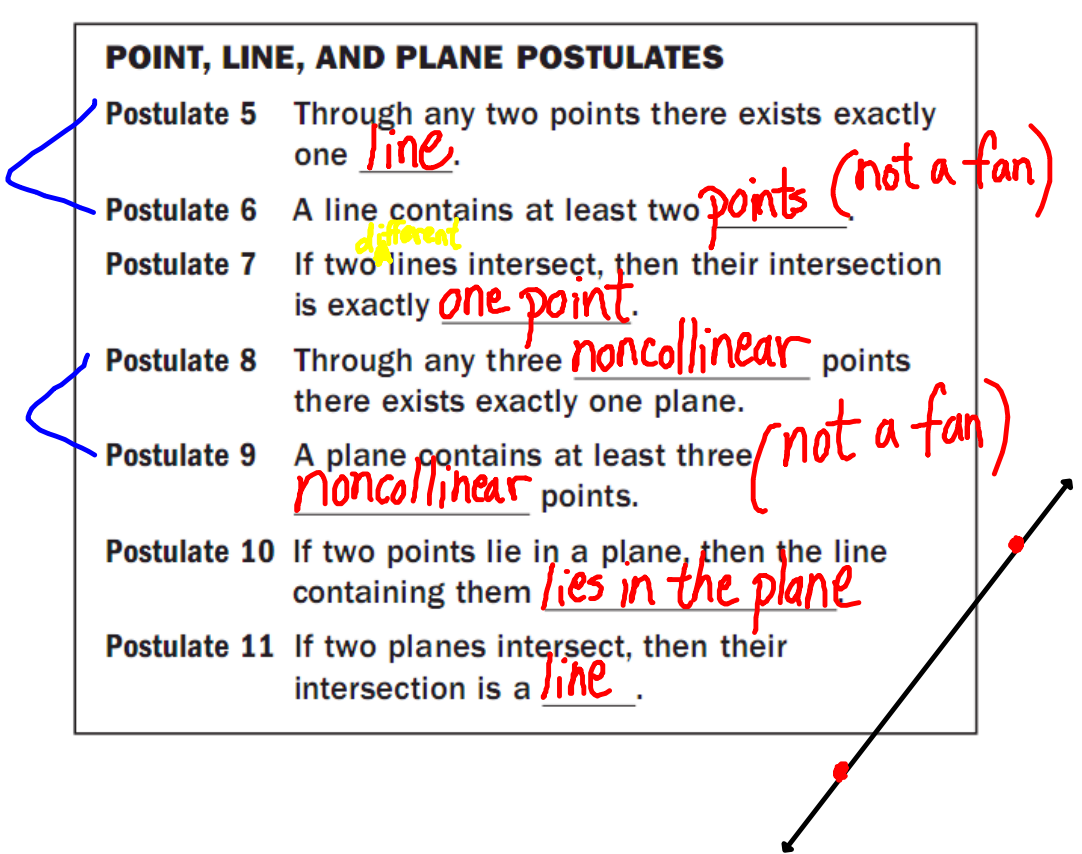 POINT, LINE, AND PLANE POSTULATES
Postulate 5 Through any two points there exists exactly
one line.
Postulate 6 A line contains at least two points. (not a fan)
different
Postulate 7 If two lines intersect, then their intersection
is exactly one point.
Postulate 8 Through any three noncollinear points
there exists exactly one plane.
Postulate 9 A plane contains at least three (not a fan)
noncollinear points.
Postulate 10 If two points lie in a plane, then the line
containing them lies in the plane.
Postulate 11 If two planes intersect, then their
intersection is a line.